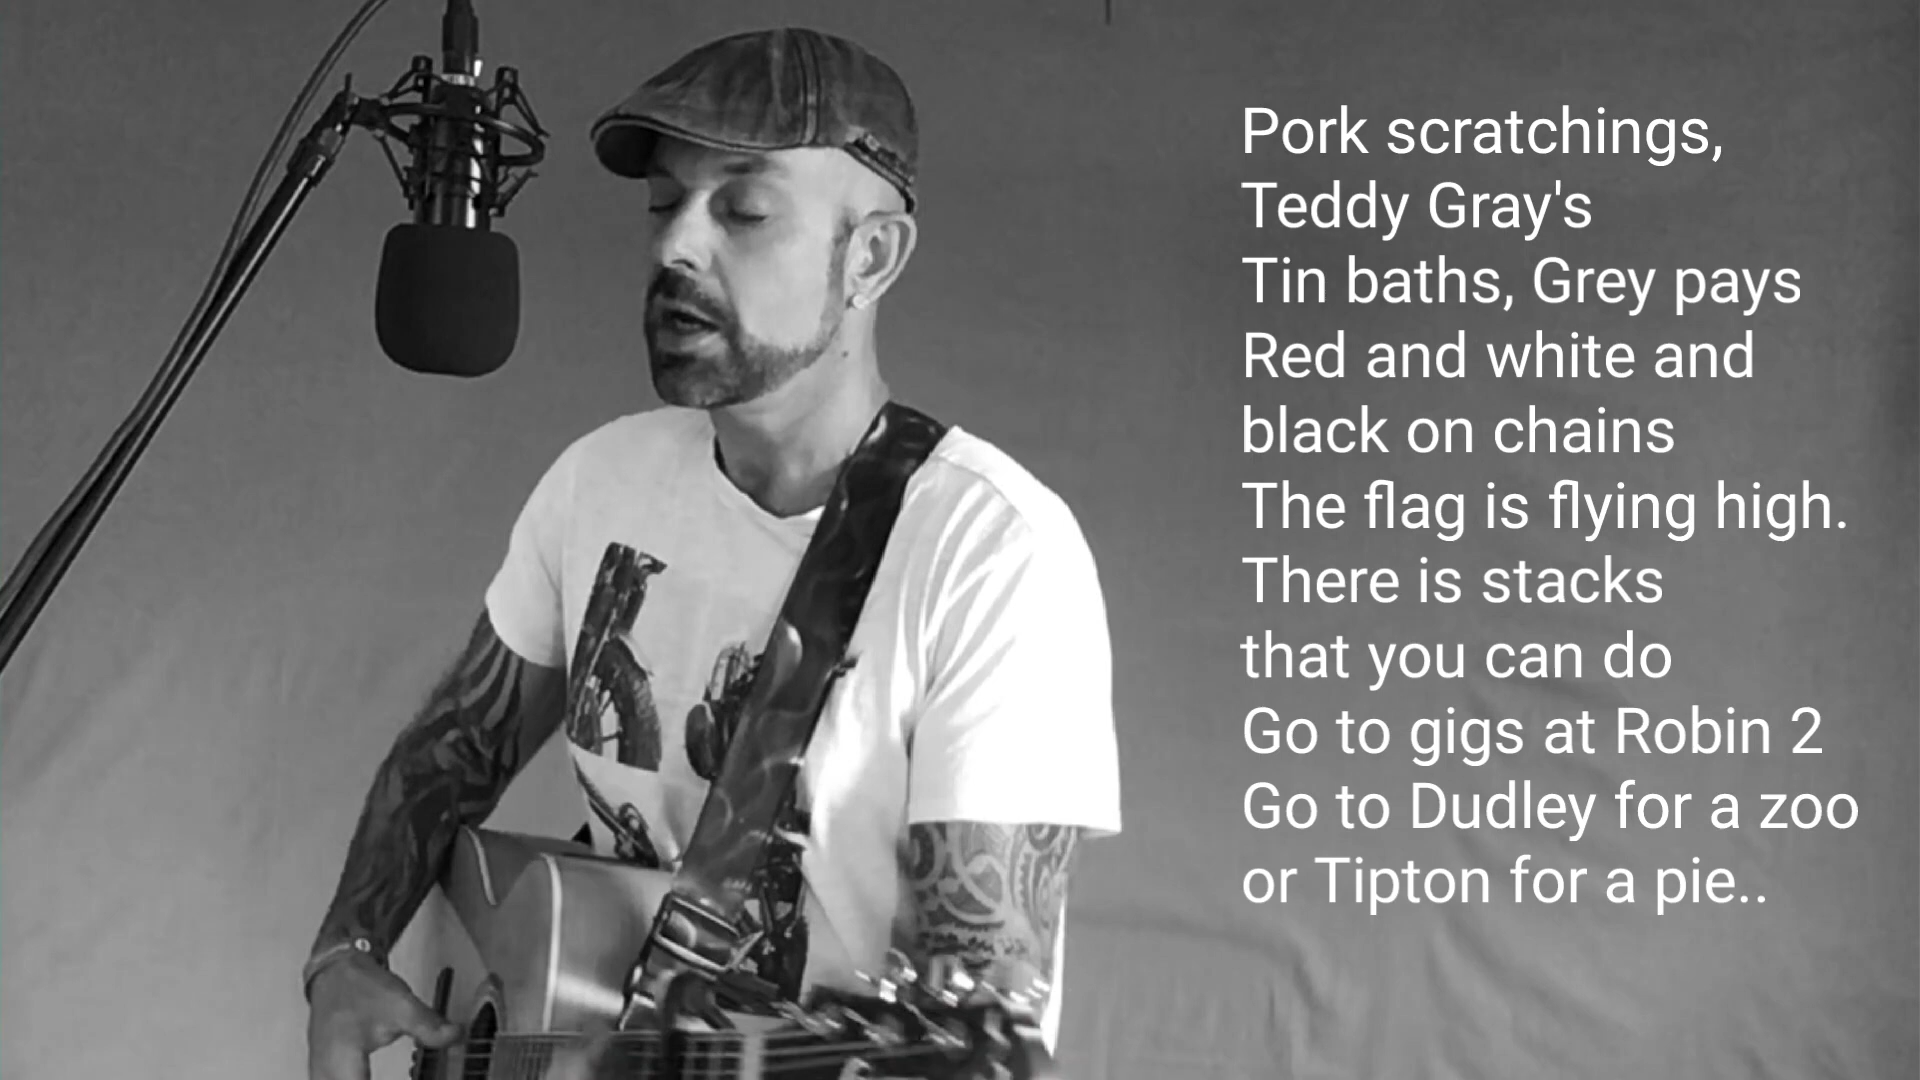 Pork scratchings,
Teddy Gray's
Tin baths, Grey pays
Red and white and
black on chains
The flag is flying high.
There is stacks
that you can do
Go to gigs at Robin 2
Go to Dudley for a zoo
or Tipton for a pie..